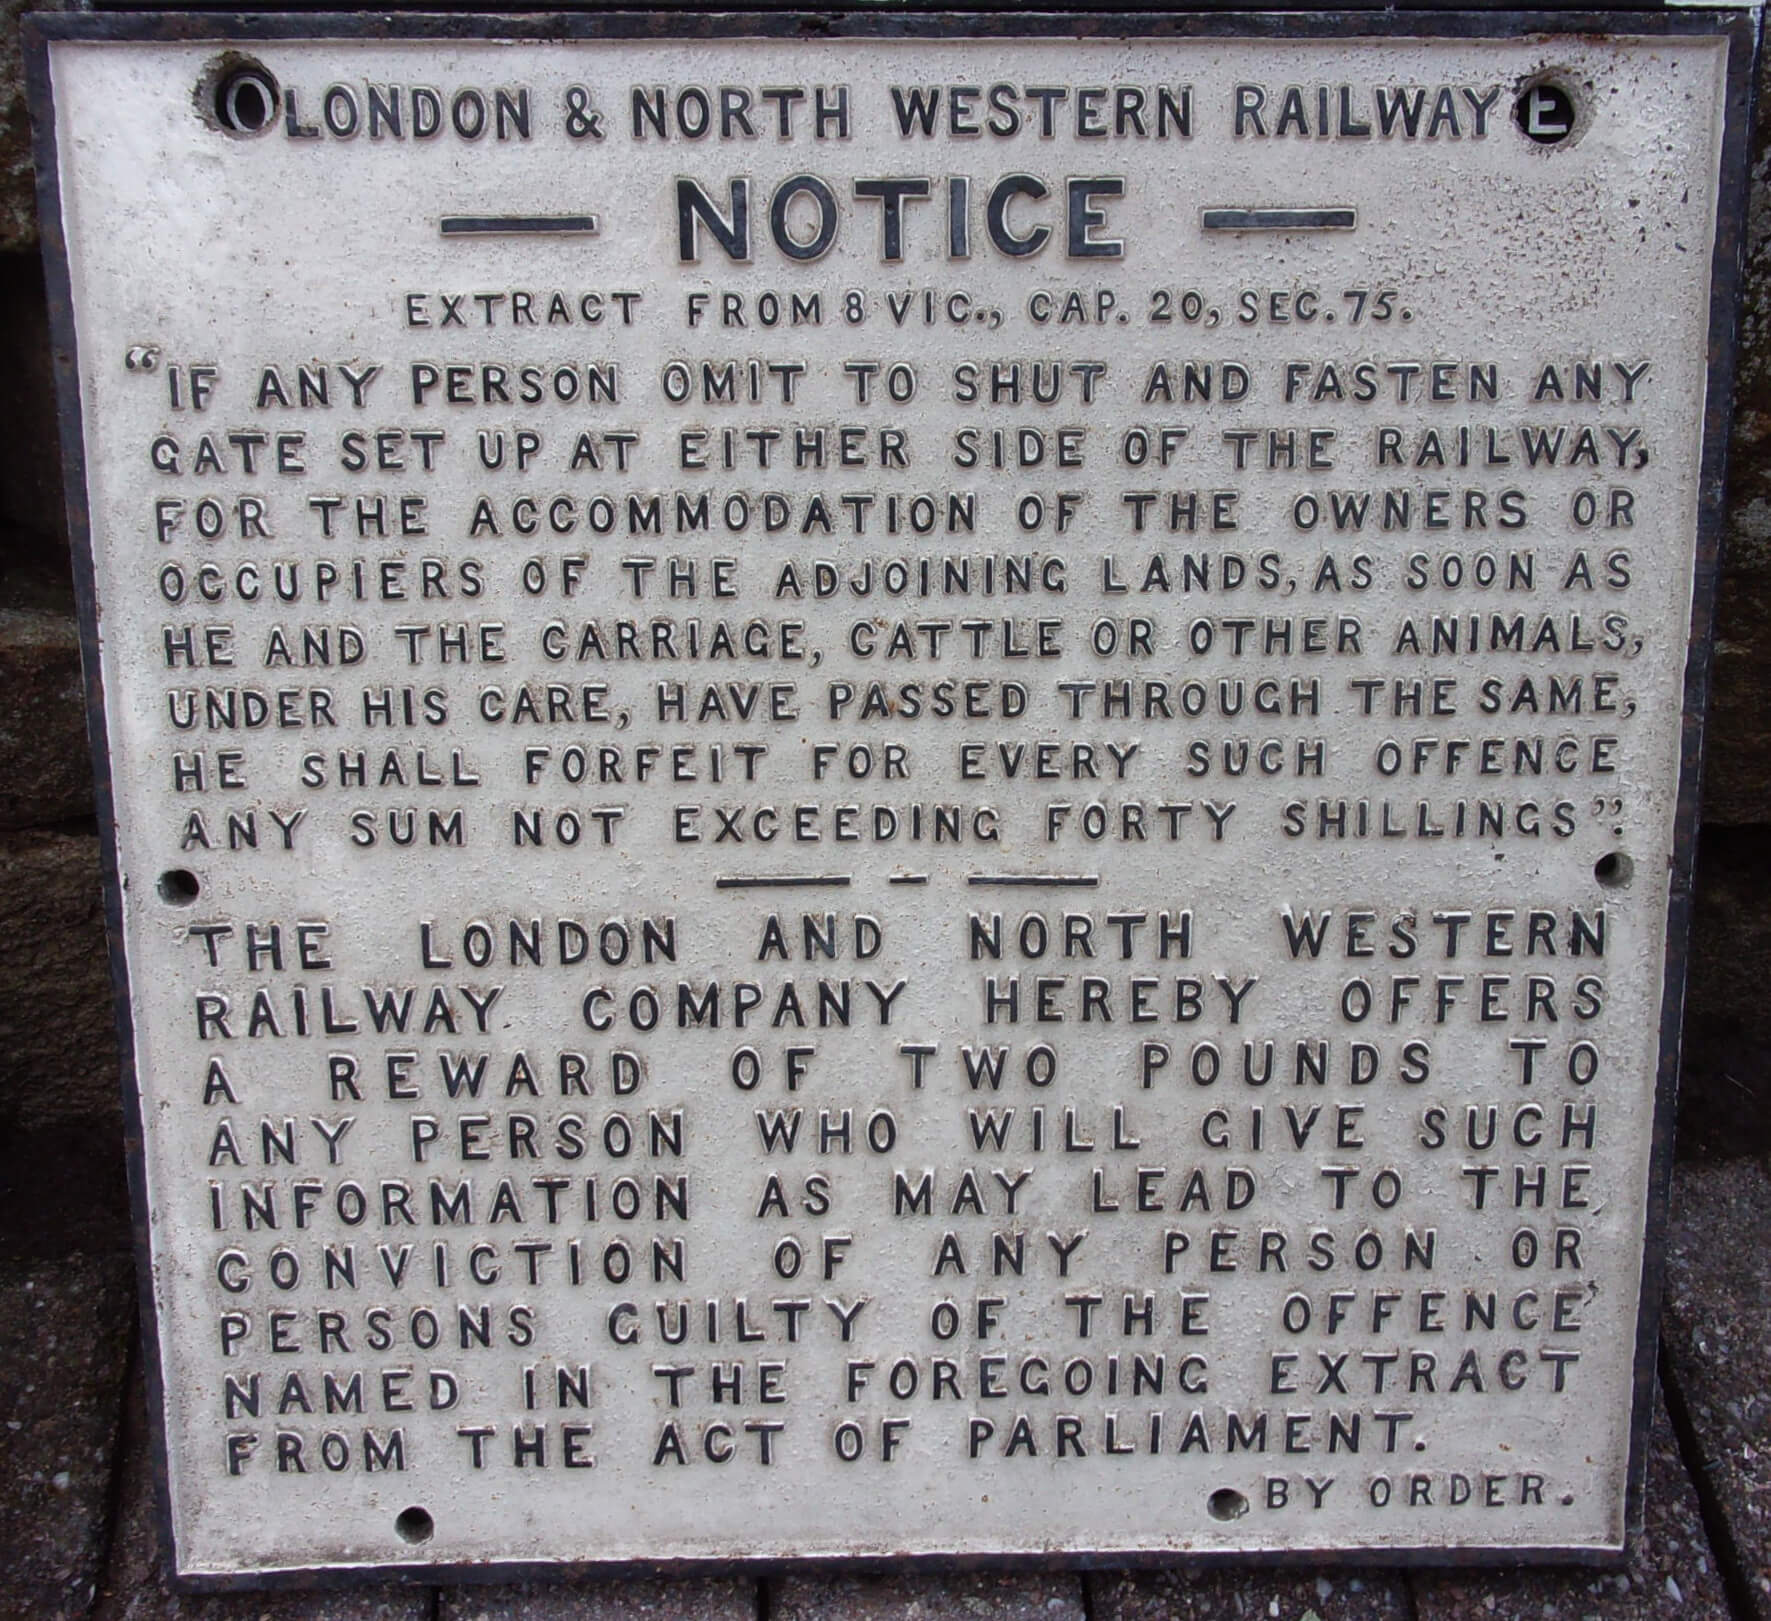 LONDON & NORTH WESTERN RAILWAY
— NOTICE —
EXTRACT FROM 8 VIC., CAP. 20, SEC. 75.
“IF ANY PERSON OMIT TO SHUT AND FASTEN ANY
GATE SET UP AT EITHER SIDE OF THE RAILWAY,
FOR THE ACCOMMODATION OF THE OWNERS OR
OCCUPIERS OF THE ADJOINING LANDS, AS SOON AS
HE AND THE CARRIAGE, CATTLE OR OTHER ANIMALS,
UNDER HIS CARE, HAVE PASSED THROUGH THE SAME,
HE SHALL FORFEIT FOR EVERY SUCH OFFENCE
ANY SUM NOT EXCEEDING FORTY SHILLINGS”.
THE LONDON AND NORTH WESTERN
RAILWAY COMPANY HEREBY OFFERS
A REWARD OF TWO POUNDS TO
ANY PERSON WHO WILL GIVE SUCH
INFORMATION AS MAY LEAD TO THE
CONVICTION OF ANY PERSON OR
PERSONS GUILTY OF THE OFFENCE
NAMED IN THE FOREGOING EXTRACT
FROM THE ACT OF PARLIAMENT.
BY ORDER.